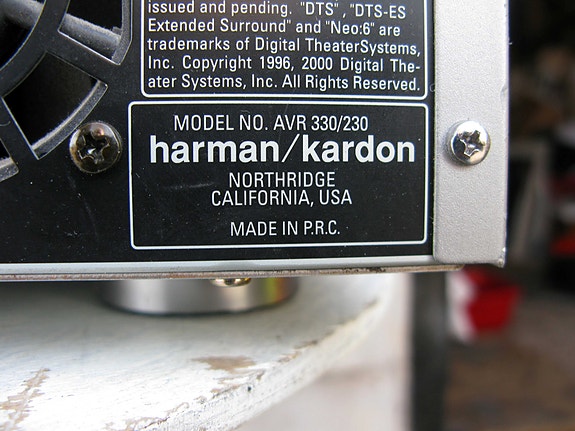 issued and pending. "DTS", "DTS-ES
Extended Surround" and "Neo:6" are
trademarks of Digital TheaterSystems,
Inc. Copyright 1996, 2000 Digital The-
ater Systems, Inc. All Rights Reserved.
MODEL NO. AVR 330/230
harman/kardon
NORTHRIDGE
CALIFORNIA, USA
MADE IN P.R.C.